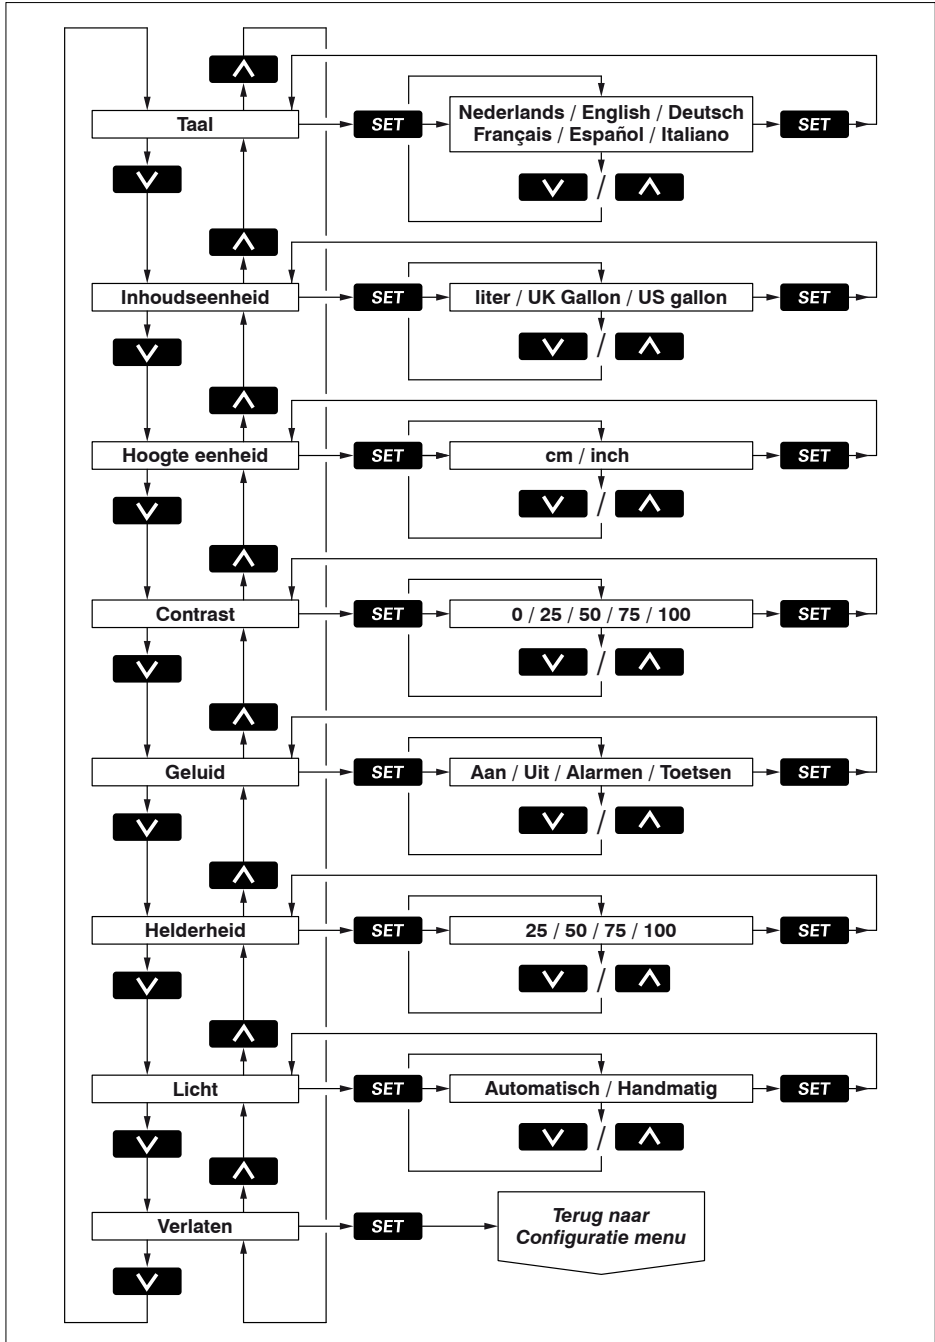 Taal
SET
Nederlands / English / Deutsch
Français / Español / Italiano
SET
/
Inhoudseenheid
SET
liter / UK Gallon / US gallon
SET
/
Hoogte eenheid
SET
cm / inch
SET
/
Contrast
SET
0 / 25 / 50 / 75 / 100
SET
/
Geluid
SET
Aan / Uit / Alarmen / Toetsen
SET
/
Helderheid
SET
25 / 50 / 75 / 100
SET
/
Licht
SET
Automatisch / Handmatig
SET
/
Verlaten
SET
Terug naar
Configuratie menu